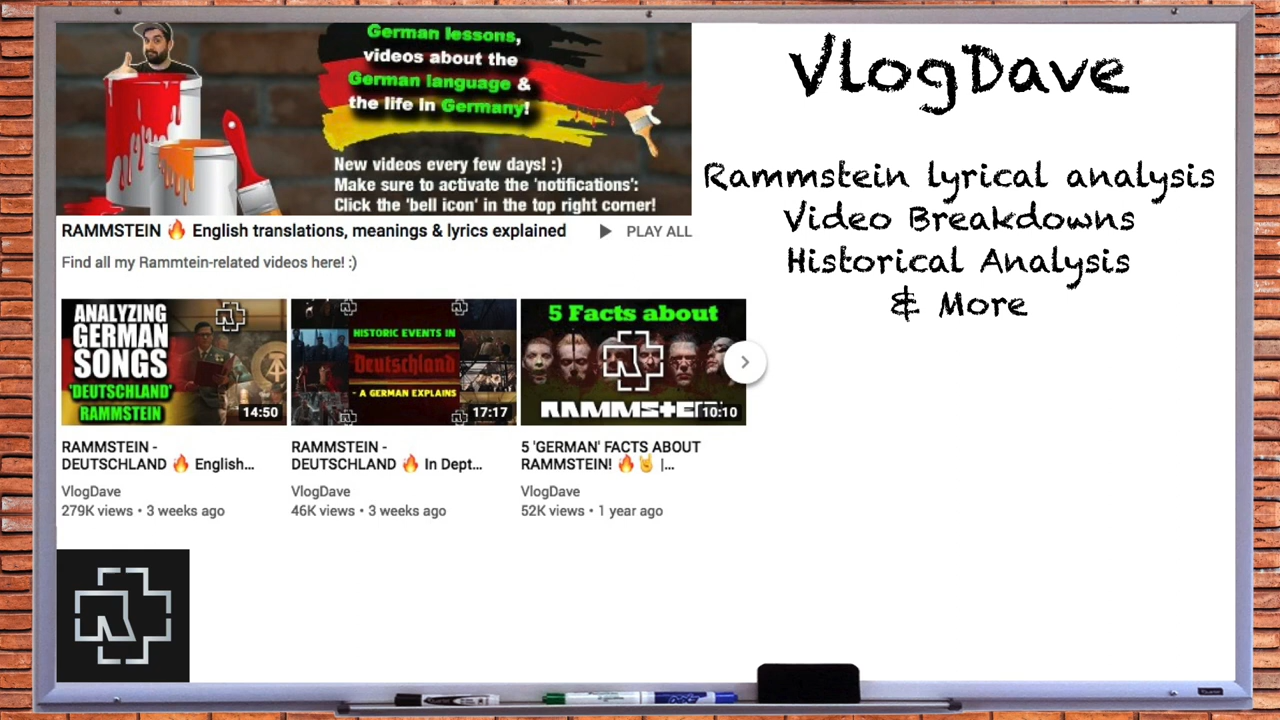 German lessons,
videos about the
German language &
the life in Germany!
New videos every few days! :)
Make sure to activate the 'notifications':
Click the 'bell icon' in the top right corner!
RAMMSTEIN 🔥 English translations, meanings & lyrics explained
PLAY ALL
Find all my Rammtein-related videos here! :)
ANALYZING
GERMAN
SONGS
'DEUTSCHLAND'
RAMMSTEIN
14:50
HISTORIC EVENTS IN
Deutschland
- A GERMAN EXPLAINS
17:17
5 Facts about
RAMMSTEIN
10:10
RAMMSTEIN -
DEUTSCHLAND 🔥 English...
VlogDave
279K views • 3 weeks ago
RAMMSTEIN -
DEUTSCHLAND 🔥 In Dept...
VlogDave
46K views • 3 weeks ago
5 'GERMAN' FACTS ABOUT
RAMMSTEIN! 🔥🤘 |...
VlogDave
52K views • 1 year ago
VlogDave
Rammstein lyrical analysis
Video Breakdowns
Historical Analysis
& More